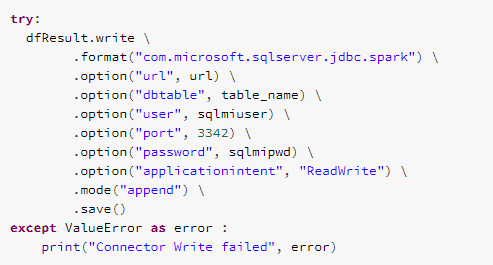 try:
  dfResult.write \
        .format("com.microsoft.sqlserver.jdbc.spark") \
        .option("url", url) \
        .option("dbtable", table_name) \
        .option("user", sqlmiuser) \
        .option("port", 3342) \
        .option("password", sqlmipwd) \
        .option("applicationintent", "ReadWrite") \
        .mode("append") \
        .save()
except ValueError as error :
    print("Connector Write failed", error)